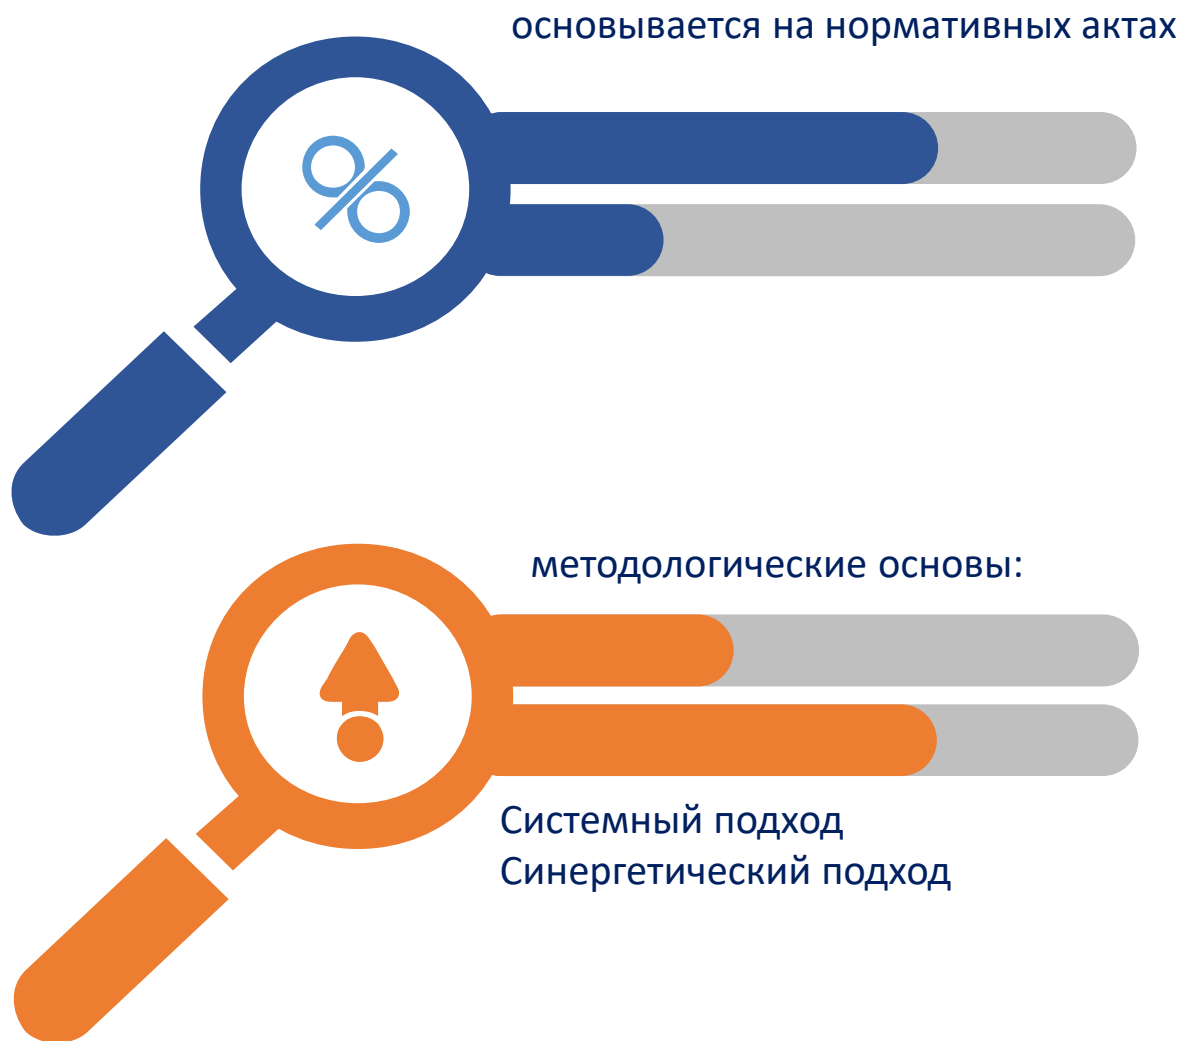 основывается на нормативных актах
методологические основы:
Системный подход
Синергетический подход